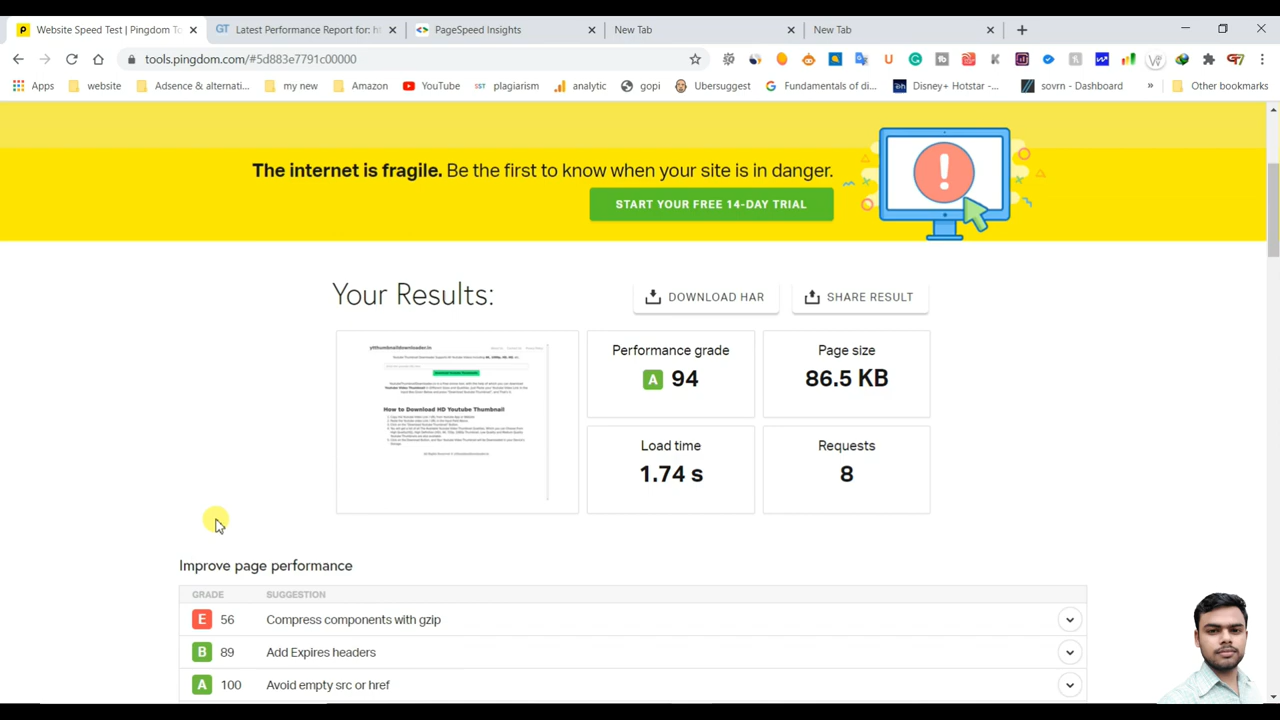 Website Speed Test | Pingdom To
Latest Performance Report for: h
PageSpeed Insights
New Tab
New Tab
tools.pingdom.com/#5d883e7791c00000
Apps
website
Adsence & alternati...
my new
Amazon
YouTube
SST plagiarism
analytic
gopi
Ubersuggest
Fundamentals of di...
Disney+ Hotstar -...
sovrn - Dashboard
»
Other bookmarks
The internet is fragile. Be the first to know when your site is in danger.
START YOUR FREE 14-DAY TRIAL
Your Results:
DOWNLOAD HAR
SHARE RESULT
How to Download HD Youtube Thumbnail
Performance grade
A 94
Page size
86.5 KB
Load time
1.74 s
Requests
8
Improve page performance
GRADE SUGGESTION
E 56 Compress components with gzip
B 89 Add Expires headers
A 100 Avoid empty src or href